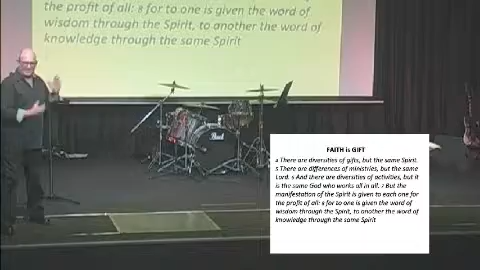 the profit of all: 8 for to one is given the word of
wisdom through the Spirit, to another the word of
knowledge through the same Spirit
Pearl
FAITH is GIFT
4 There are diversities of gifts, but the same Spirit.
5 There are differences of ministries, but the same
Lord. 6 And there are diversities of activities, but it
is the same God who works all in all. 7 But the
manifestation of the Spirit is given to each one for
the profit of all: 8 for to one is given the word of
wisdom through the Spirit, to another the word of
knowledge through the same Spirit